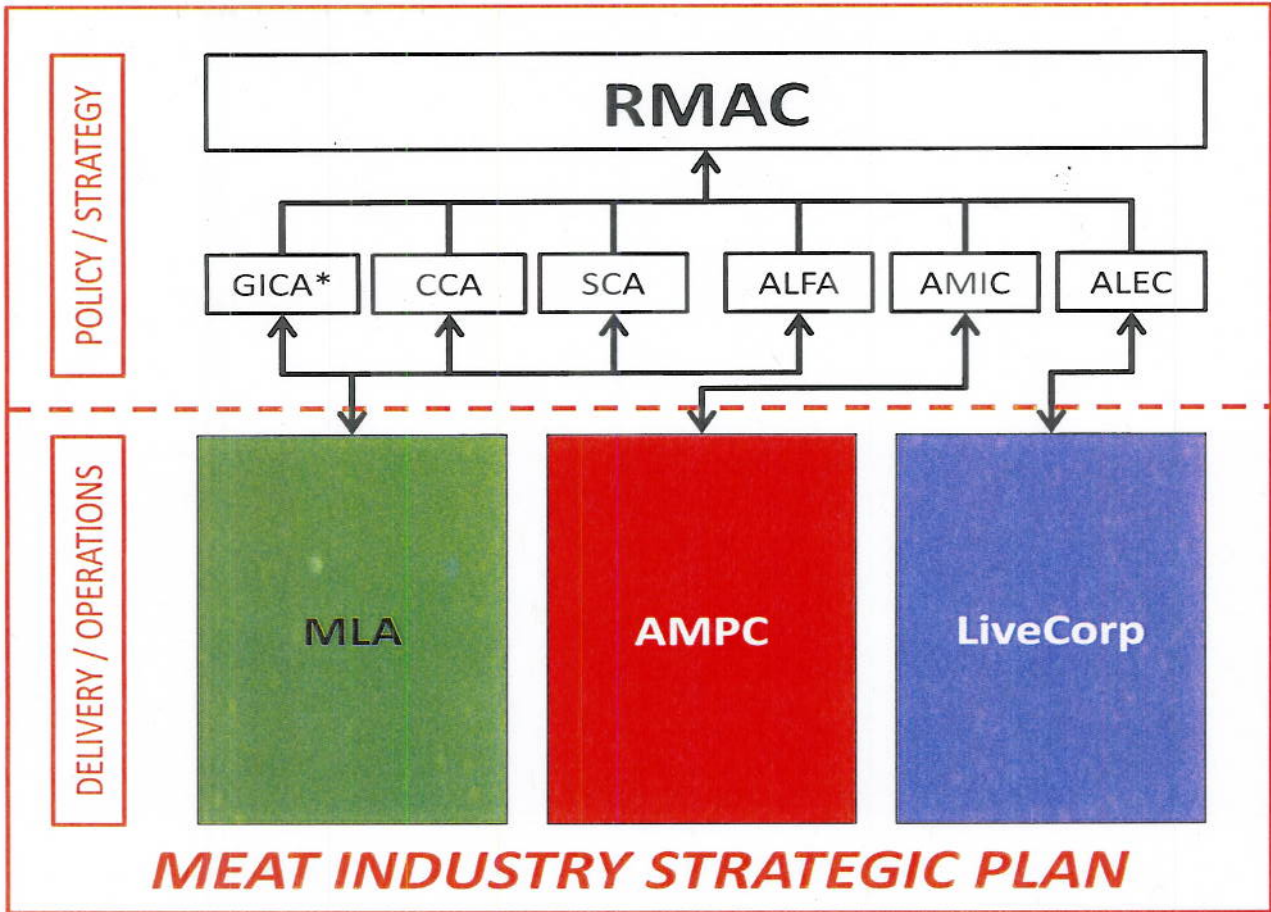 POLICY / STRATEGY
RMAC
GICA*
CCA
SCA
ALFA
AMIC
ALEC
DELIVERY / OPERATIONS
MLA
AMPC
LiveCorp
MEAT INDUSTRY STRATEGIC PLAN